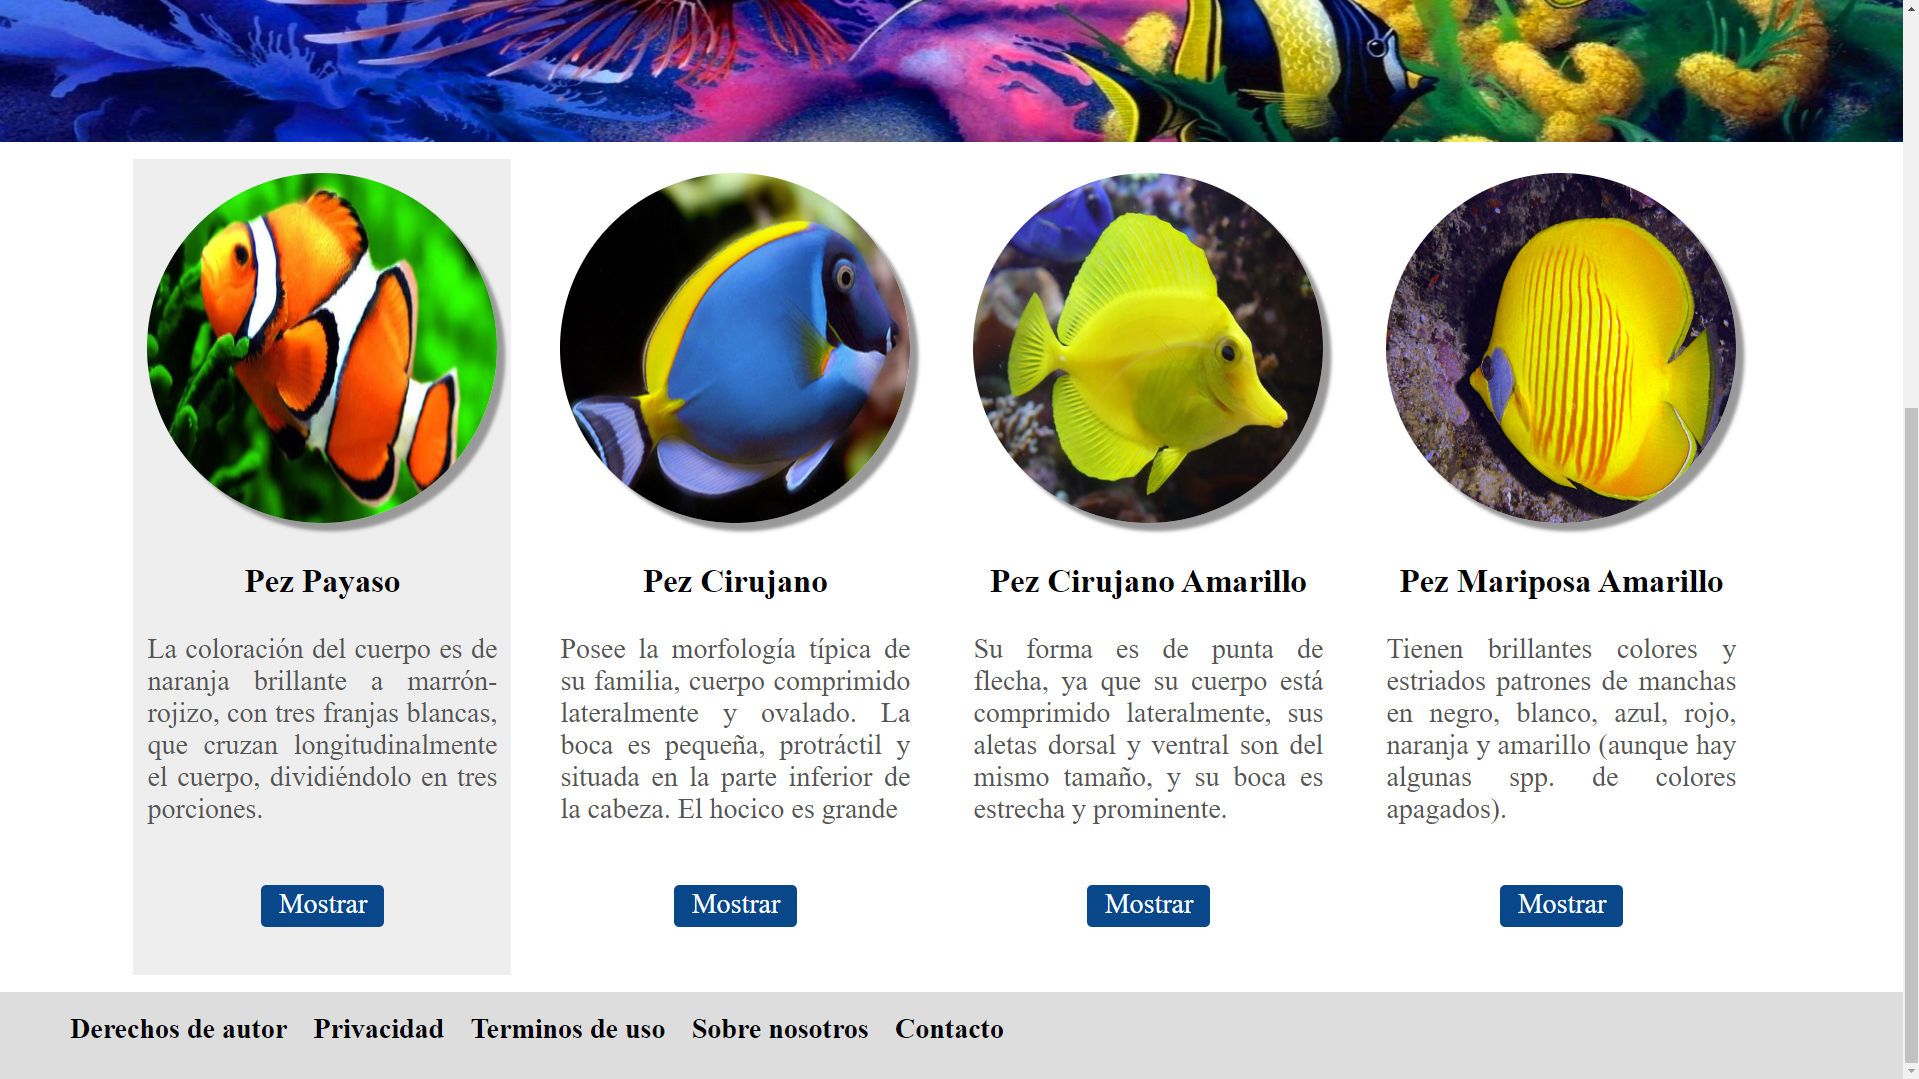 Pez Payaso
La coloración del cuerpo es de
naranja brillante a marrón-
rojizo, con tres franjas blancas,
que cruzan longitudinalmente
el cuerpo, dividiéndolo en tres
porciones.
Mostrar
Pez Cirujano
Posee la morfología típica de
su familia, cuerpo comprimido
lateralmente y ovalado. La
boca es pequeña, protráctil y
situada en la parte inferior de
la cabeza. El hocico es grande
Mostrar
Pez Cirujano Amarillo
Su forma es de punta de
flecha, ya que su cuerpo está
comprimido lateralmente, sus
aletas dorsal y ventral son del
mismo tamaño, y su boca es
estrecha y prominente.
Mostrar
Pez Mariposa Amarillo
Tienen brillantes colores y
estriados patrones de manchas
en negro, blanco, azul, rojo,
naranja y amarillo (aunque hay
algunas spp. de colores
apagados).
Mostrar
Derechos de autor Privacidad Terminos de uso Sobre nosotros Contacto